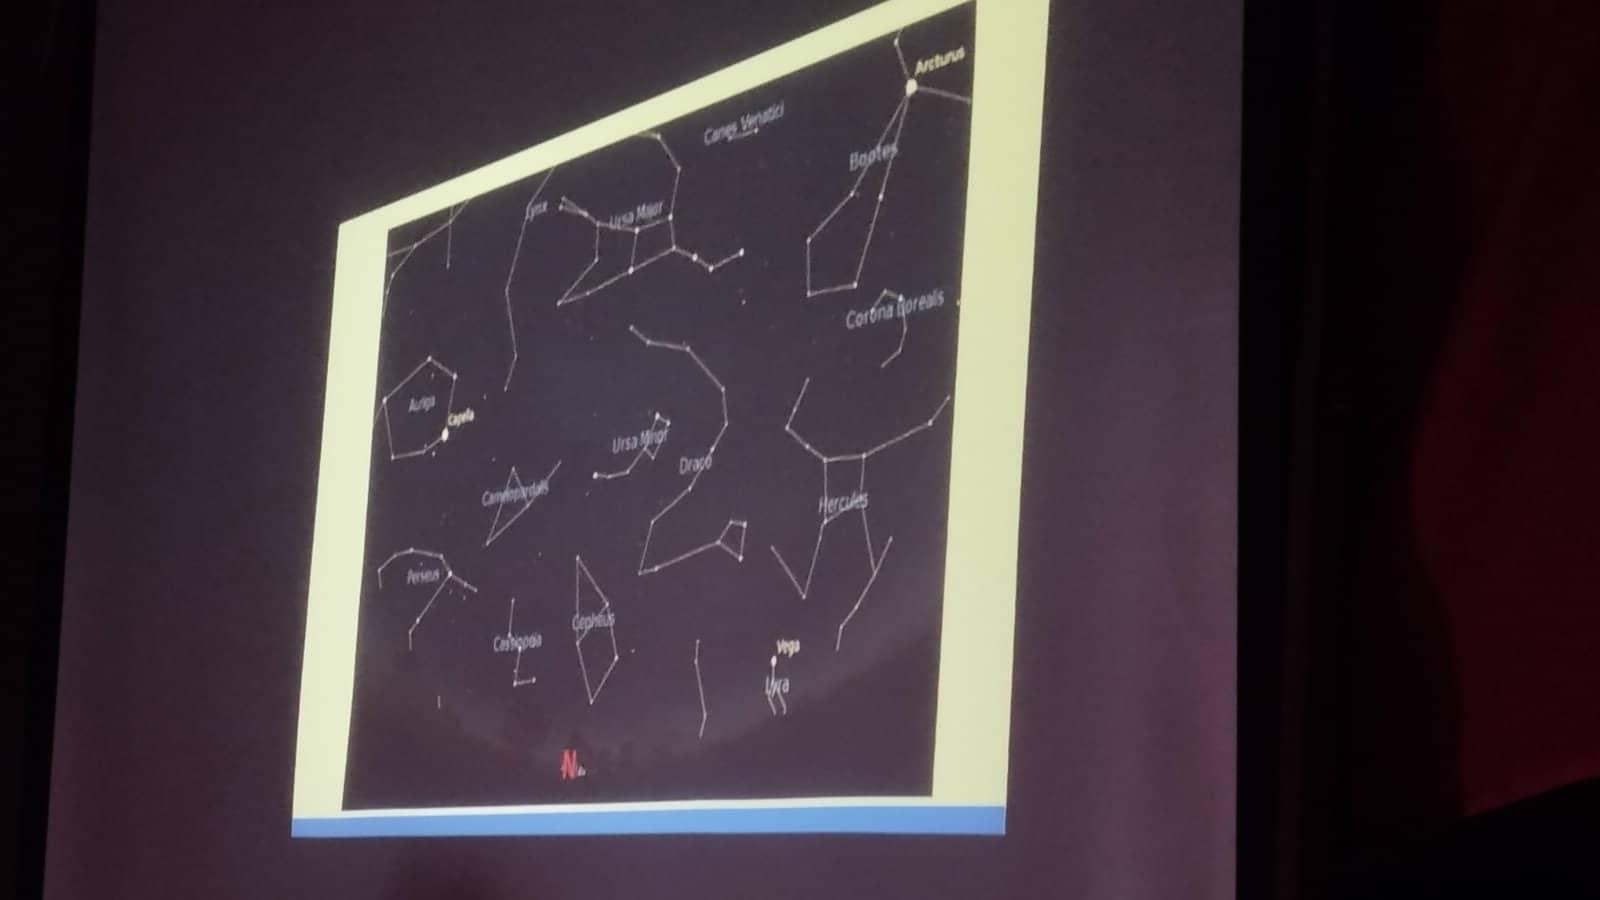 Arcturus
Canes Venatici
Bootes
Lynx
Ursa Major
Corona Borealis
Auriga
Capella
Ursa Minor
Draco
Camelopardalis
Hercules
Perseus
Cepheus
Cassiopeia
Vega
Lyra
N